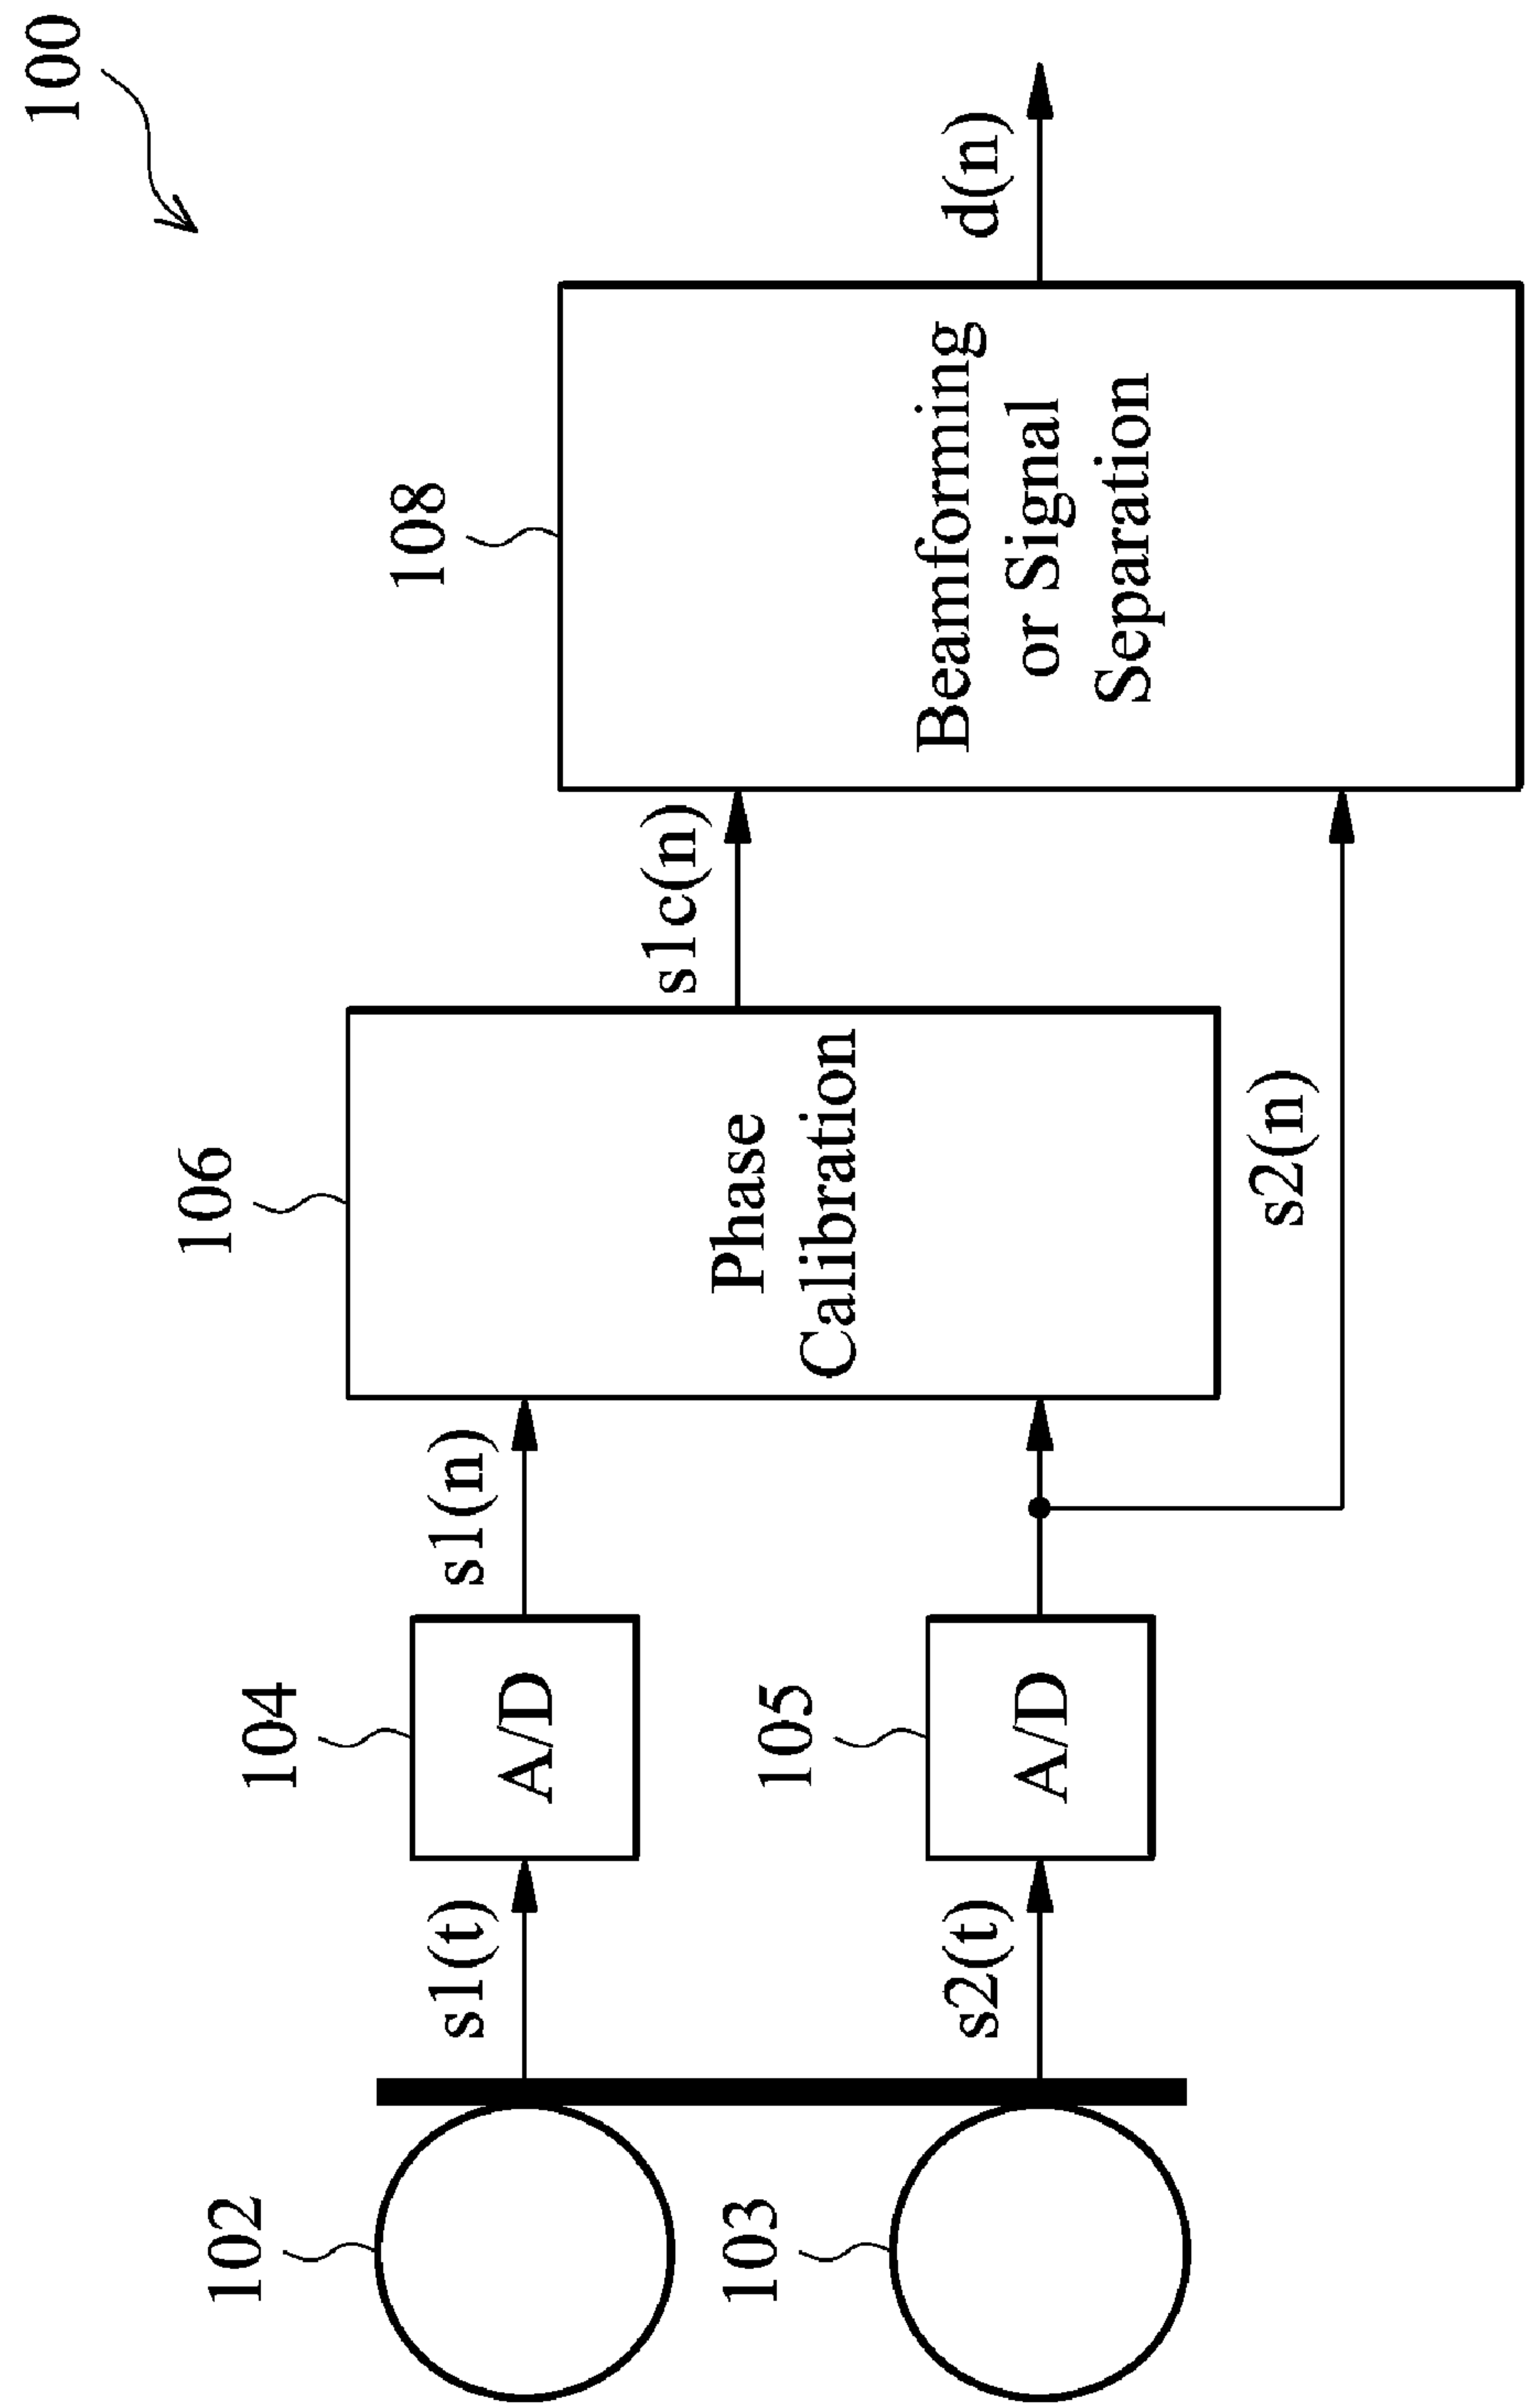 100
102
s1(t)
104
A/D
s1(n)
106
Phase
Calibration
s1c(n)
108
Beamforming
or Signal
Separation
d(n)
103
s2(t)
105
A/D
s2(n)